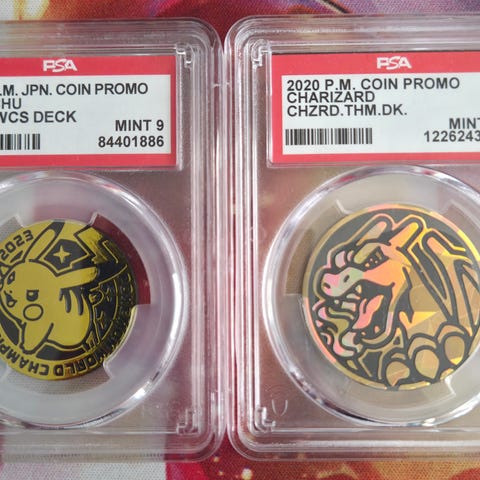 PSA
.M. JPN. COIN PROMO
HU
WCS DECK
MINT 9
84401886
2023
WORLD CHAMP
PSA
2020 P.M. COIN PROMO
CHARIZARD
CHZRD.THM.DK.
MINT
1226243